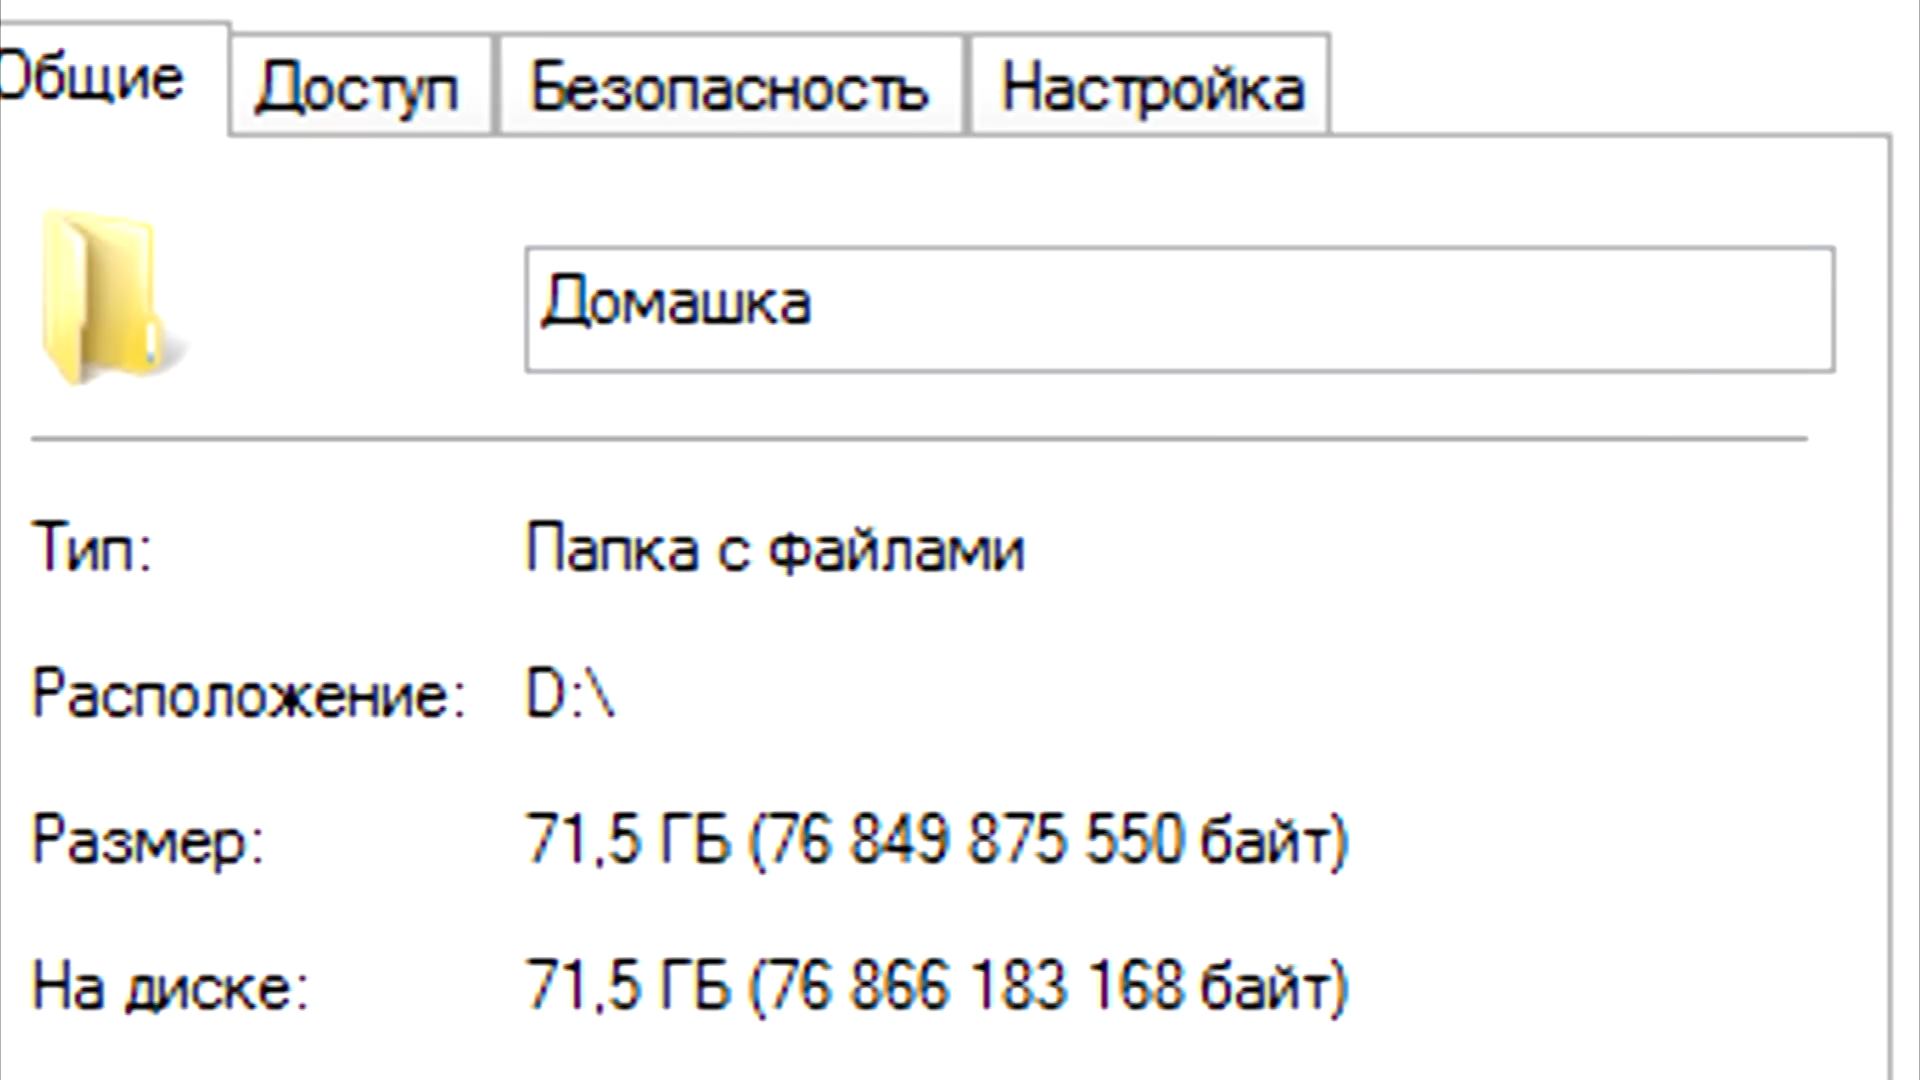 Общие Доступ Безопасность Настройка
Домашка
Тип: Папка с файлами
Расположение: D:\
Размер: 71,5 ГБ (76 849 875 550 байт)
На диске: 71,5 ГБ (76 866 183 168 байт)